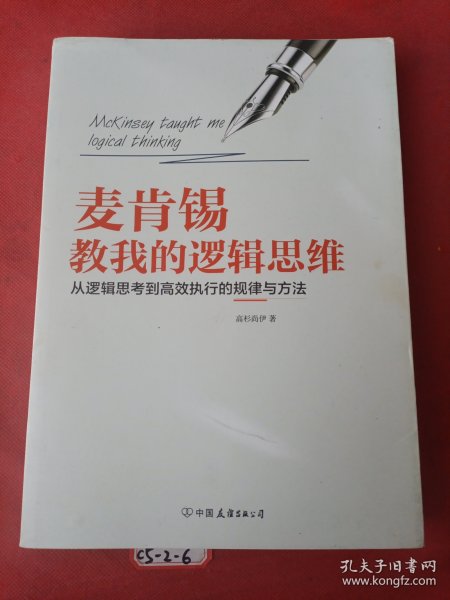 McKinsey taught me
logical thinking
麦肯锡
教我的逻辑思维
从逻辑思考到高效执行的规律与方法
高杉尚伊 著
中国友谊出版公司
C5-2-6
孔夫子旧书网
www.kongfz.com